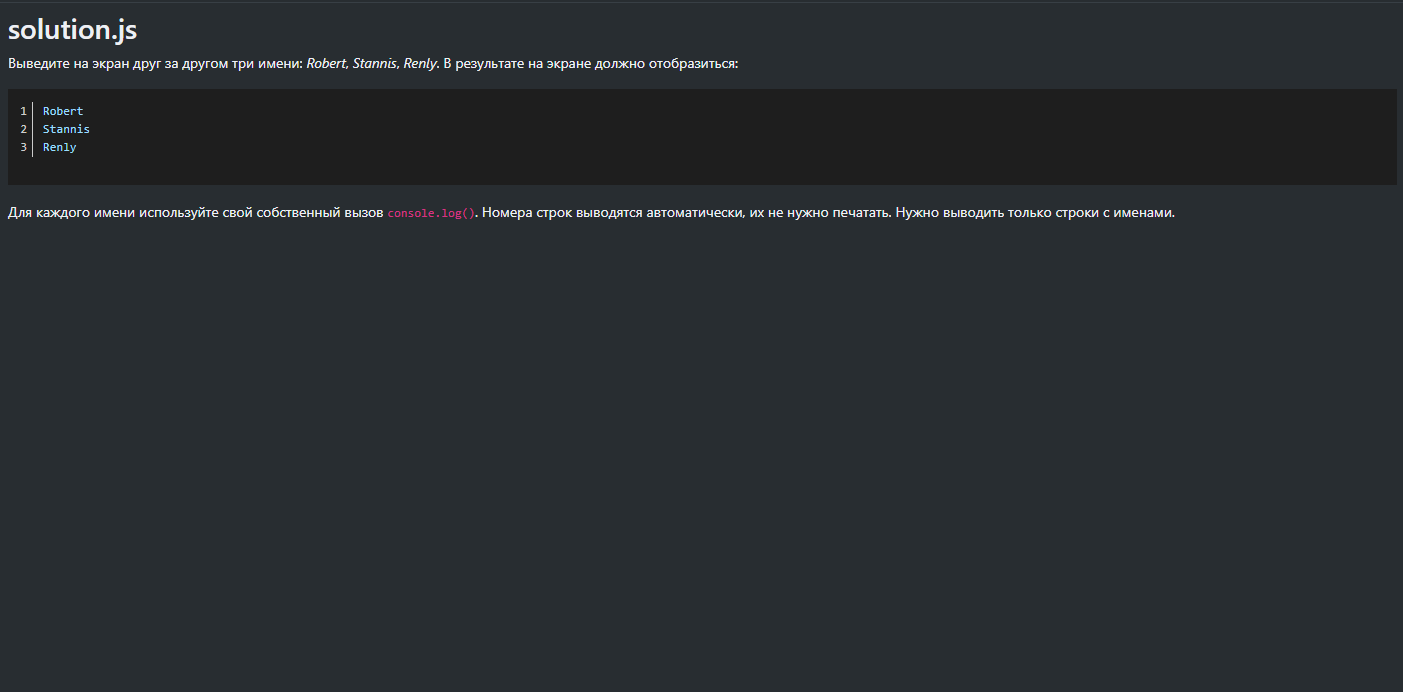 solution.js
Выведите на экран друг за другом три имени: Robert, Stannis, Renly. В результате на экране должно отобразиться:
1 Robert
2 Stannis
3 Renly
Для каждого имени используйте свой собственный вызов console.log(). Номера строк выводятся автоматически, их не нужно печатать. Нужно выводить только строки с именами.